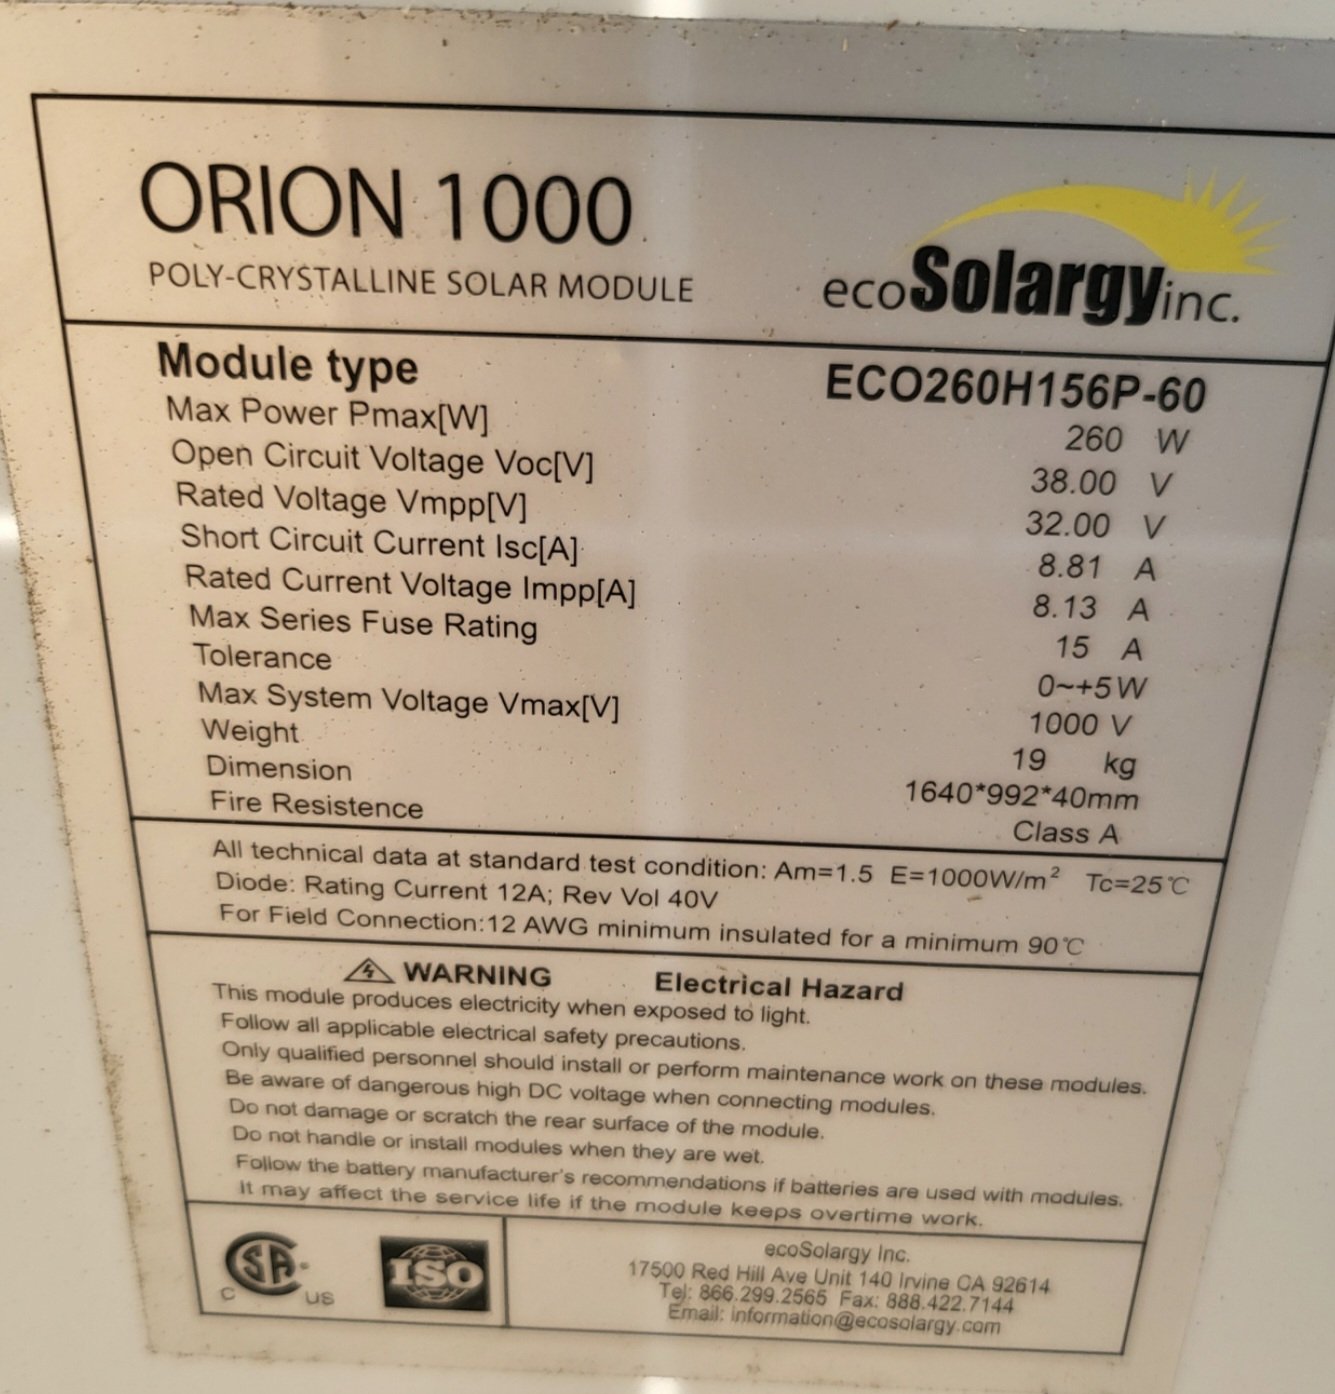 ORION 1000
POLY-CRYSTALLINE SOLAR MODULE
ecoSolargy inc.
Module type ECO260H156P-60
Max Power Pmax[W] 260 W
Open Circuit Voltage Voc[V] 38.00 V
Rated Voltage Vmpp[V] 32.00 V
Short Circuit Current Isc[A] 8.81 A
Rated Current Voltage Impp[A] 8.13 A
Max Series Fuse Rating 15 A
Tolerance 0~+5W
Max System Voltage Vmax[V] 1000 V
Weight 19 kg
Dimension 1640*992*40mm
Fire Resistence Class A
All technical data at standard test condition: Am=1.5 E=1000W/m² Tc=25℃
Diode: Rating Current 12A; Rev Vol 40V
For Field Connection:12 AWG minimum insulated for a minimum 90℃
WARNING Electrical Hazard
This module produces electricity when exposed to light.
Follow all applicable electrical safety precautions.
Only qualified personnel should install or perform maintenance work on these modules.
Be aware of dangerous high DC voltage when connecting modules.
Do not damage or scratch the rear surface of the module.
Do not handle or install modules when they are wet.
Follow the battery manufacturer's recommendations if batteries are used with modules.
It may affect the service life if the module keeps overtime work.
C SA US
ISO
ecoSolargy Inc.
17500 Red Hill Ave Unit 140 Irvine CA 92614
Tel: 866.299.2565 Fax: 888.422.7144
Email: information@ecosolargy.com